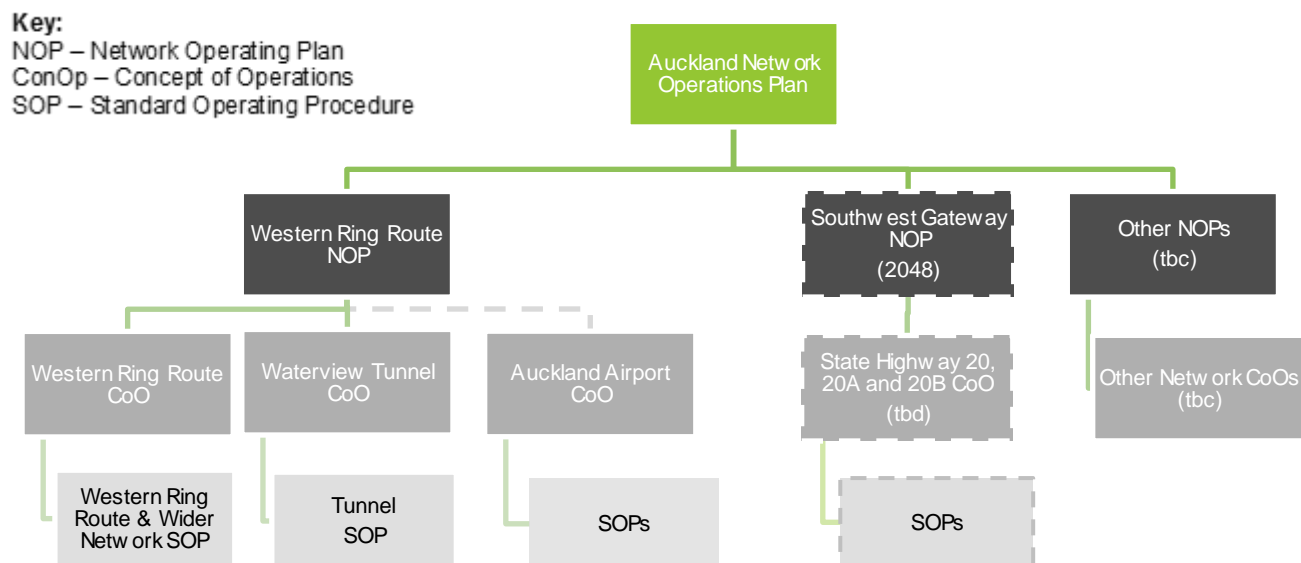 Key:
NOP – Network Operating Plan
ConOp – Concept of Operations
SOP – Standard Operating Procedure
Auckland Network
Operations Plan
Western Ring Route
NOP
Southwest Gateway
NOP
(2048)
Other NOPs
(tbc)
Western Ring Route
CoO
Waterview Tunnel
CoO
Auckland Airport
CoO
State Highway 20,
20A and 20B CoO
(tbd)
Other Network CoOs
(tbc)
Western Ring
Route & Wider
Network SOP
Tunnel
SOP
SOPs
SOPs